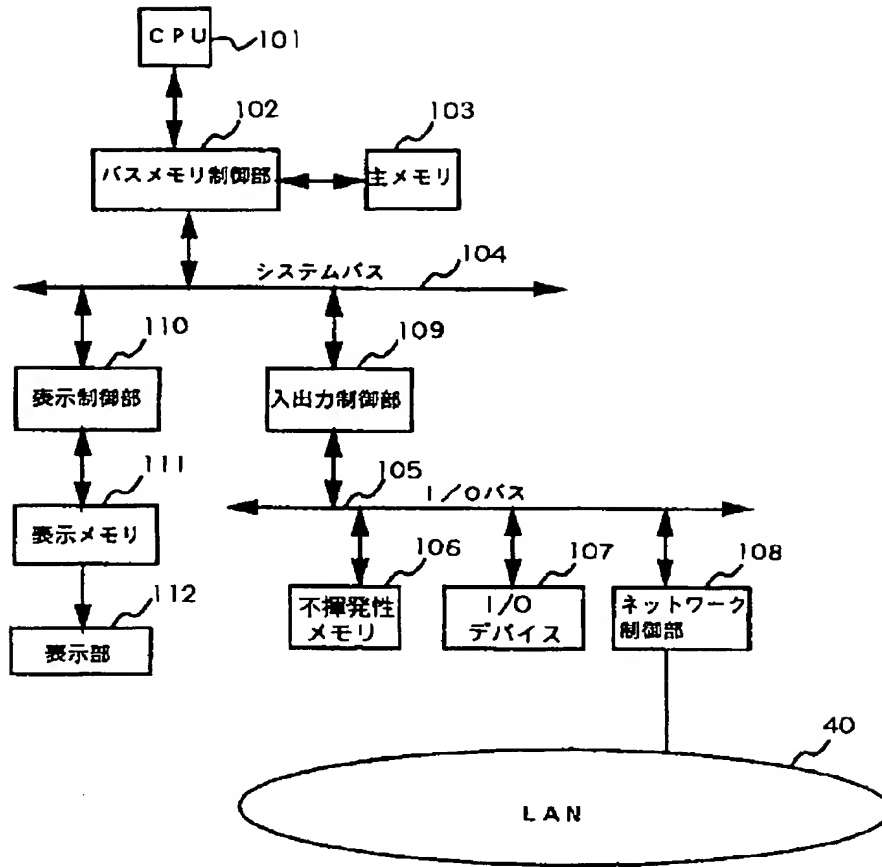 CPU
101
102
103
バスメモリ制御部
主メモリ
システムバス
104
110
109
表示制御部
入出力制御部
111
105
I/Oバス
表示メモリ
106
107
108
112
不揮発性
メモリ
I/O
デバイス
ネットワーク
制御部
表示部
40
LAN